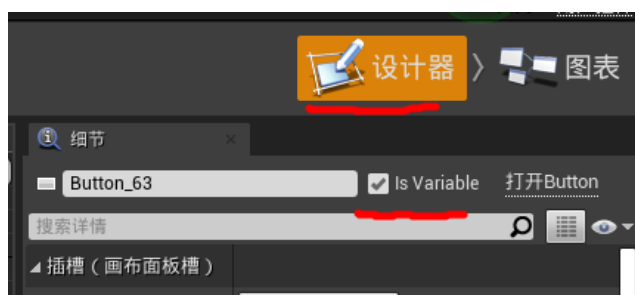 设计器 图表
细节
Button_63 Is Variable 打开Button
搜索详情
插槽（画布面板槽）